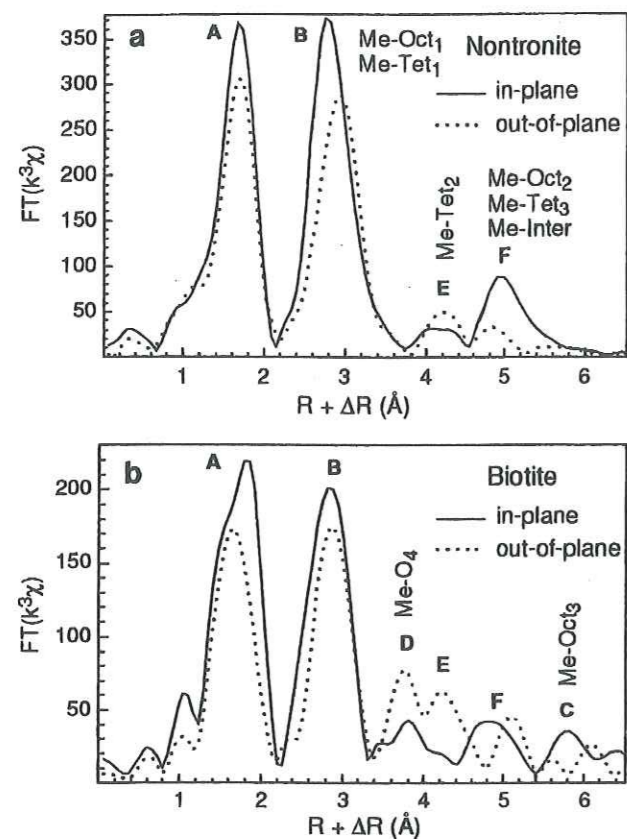 a
A
B
Me-Oct₁
Me-Tet₁
Nontronite
in-plane
out-of-plane
Me-Tet₂
E
Me-Oct₂
Me-Tet₃
Me-Inter
F
350
300
250
200
150
100
50
FT(k³χ)
1 2 3 4 5 6
R + ΔR (Å)
b
A
B
Biotite
in-plane
out-of-plane
Me-O₄
D
E
F
Me-Oct₃
C
200
150
100
50
FT(k³χ)
1 2 3 4 5 6
R + ΔR (Å)